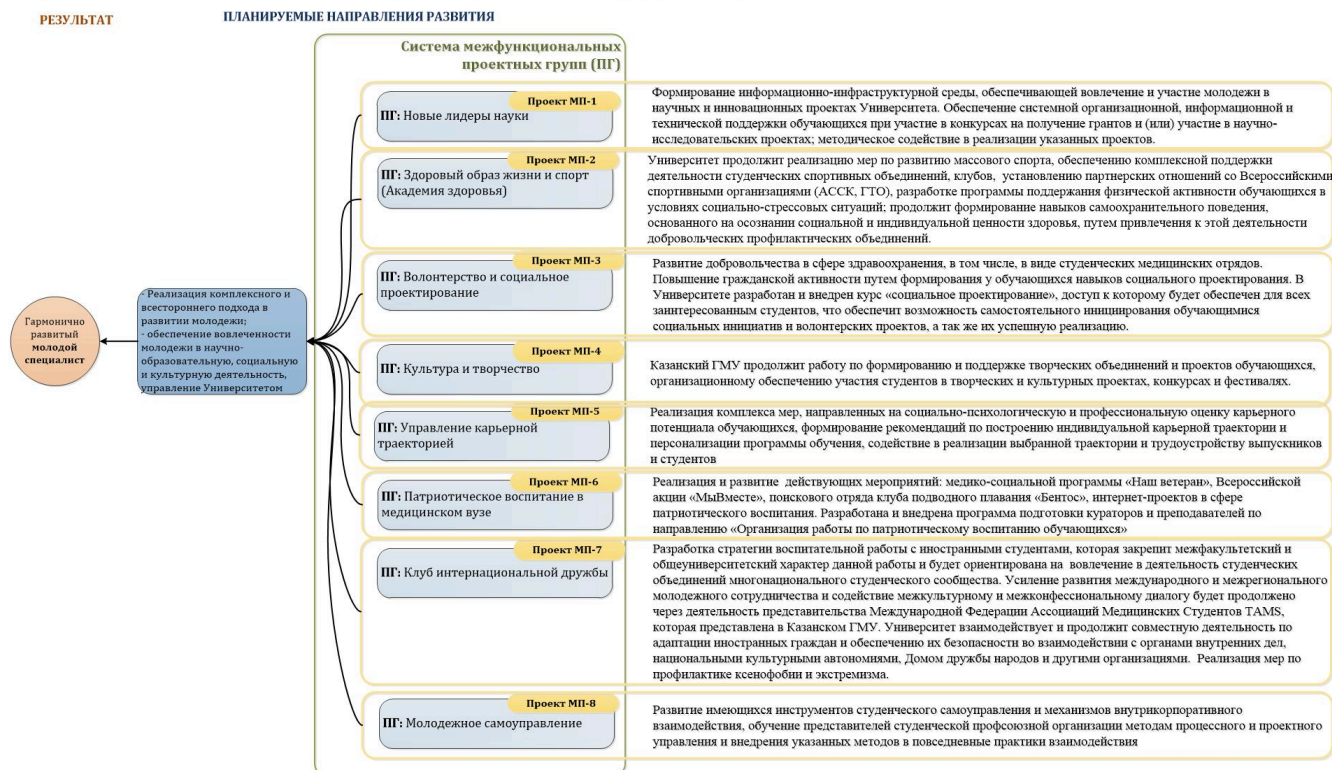 РЕЗУЛЬТАТ
ПЛАНИРУЕМЫЕ НАПРАВЛЕНИЯ РАЗВИТИЯ
Система межфункциональных
проектных групп (ПГ)
Гармонично
развитый
молодой
специалист
- Реализация комплексного и
всестороннего подхода в
развитии молодежи;
- обеспечение вовлеченности
молодежи в научно-
образовательную, социальную
и культурную деятельность,
управление Университетом
Проект МП-1
ПГ: Новые лидеры науки
Формирование информационно-инфраструктурной среды, обеспечивающей вовлечение и участие молодежи в
научных и инновационных проектах Университета. Обеспечение системной организационной, информационной и
технической поддержки обучающихся при участие в конкурсах на получение грантов и (или) участие в научно-
исследовательских проектах; методическое содействие в реализации указанных проектов.
Проект МП-2
ПГ: Здоровый образ жизни и спорт
(Академия здоровья)
Университет продолжит реализацию мер по развитию массового спорта, обеспечению комплексной поддержки
деятельности студенческих спортивных объединений, клубов, установлению партнерских отношений со Всероссийскими
спортивными организациями (АССК, ГТО), разработке программы поддержания физической активности обучающихся в
условиях социально-стрессовых ситуаций; продолжит формирование навыков самоохранительного поведения,
основанного на осознании социальной и индивидуальной ценности здоровья, путем привлечения к этой деятельности
добровольческих профилактических объединений.
Проект МП-3
ПГ: Волонтерство и социальное
проектирование
Развитие добровольчества в сфере здравоохранения, в том числе, в виде студенческих медицинских отрядов.
Повышение гражданской активности путем формирования у обучающихся навыков социального проектирования. В
Университете разработан и внедрен курс «социальное проектирование», доступ к которому будет обеспечен для всех
заинтересованным студентов, что обеспечит возможность самостоятельного инициирования обучающимися
социальных инициатив и волонтерских проектов, а так же их успешную реализацию.
Проект МП-4
ПГ: Культура и творчество
Казанский ГМУ продолжит работу по формированию и поддержке творческих объединений и проектов обучающихся,
организационному обеспечению участия студентов в творческих и культурных проектах, конкурсах и фестивалях.
Проект МП-5
ПГ: Управление карьерной
траекторией
Реализация комплекса мер, направленных на социально-психологическую и профессиональную оценку карьерного
потенциала обучающихся, формирование рекомендаций по построению индивидуальной карьерной траектории и
персонализации программы обучения, содействие в реализации выбранной траектории и трудоустройству выпускников
и студентов
Проект МП-6
ПГ: Патриотическое воспитание в
медицинском вузе
Реализация и развитие действующих мероприятий: медико-социальной программы «Наш ветеран», Всероссийской
акции «МыВместе», поискового отряда клуба подводного плавания «Бентос», интернет-проектов в сфере
патриотического воспитания. Разработана и внедрена программа подготовки кураторов и преподавателей по
направлению «Организация работы по патриотическому воспитанию обучающихся»
Проект МП-7
ПГ: Клуб интернациональной дружбы
Разработка стратегии воспитательной работы с иностранными студентами, которая закрепит межфакультетский и
общеуниверситетский характер данной работы и будет ориентирована на вовлечение в деятельность студенческих
объединений многонационального студенческого сообщества. Усиление развития международного и межрегионального
молодежного сотрудничества и содействие межкультурному и межконфессиональному диалогу будет продолжено
через деятельность представительства Международной Федерации Ассоциаций Медицинских Студентов TAMS,
которая представлена в Казанском ГМУ. Университет взаимодействует и продолжит совместную деятельность по
адаптации иностранных граждан и обеспечению их безопасности во взаимодействии с органами внутренних дел,
национальными культурными автономиями, Домом дружбы народов и другими организациями. Реализация мер по
профилактике ксенофобии и экстремизма.
Проект МП-8
ПГ: Молодежное самоуправление
Развитие имеющихся инструментов студенческого самоуправления и механизмов внутрикорпоративного
взаимодействия, обучение представителей студенческой профсоюзной организации методам процессного и проектного
управления и внедрения указанных методов в повседневные практики взаимодействия